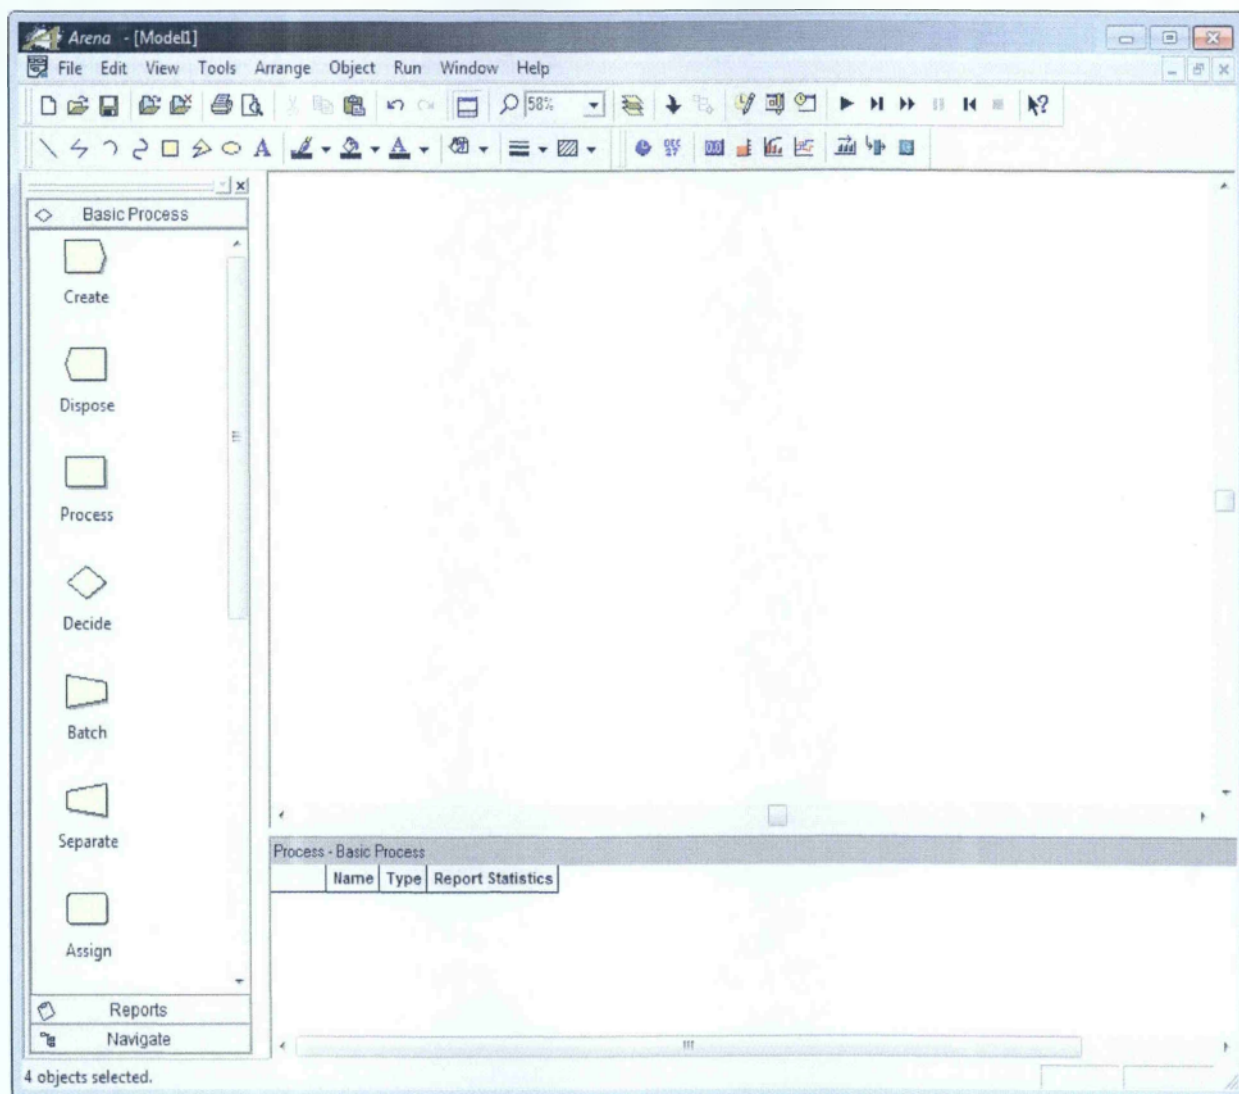 Arena - [Model1]
File Edit View Tools Arrange Object Run Window Help
58%
A A
Basic Process
Create
Dispose
Process
Decide
Batch
Separate
Assign
Reports
Navigate
Process - Basic Process
Name Type Report Statistics
4 objects selected.